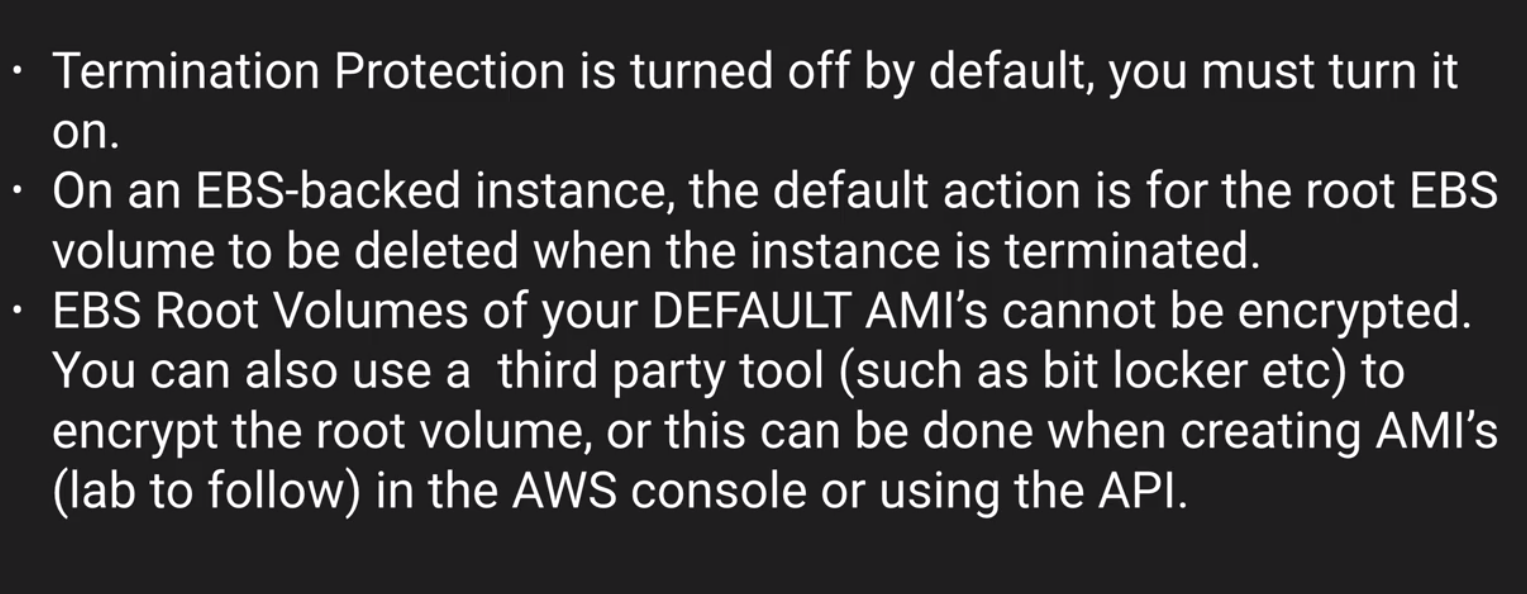 · Termination Protection is turned off by default, you must turn it
on.
· On an EBS-backed instance, the default action is for the root EBS
volume to be deleted when the instance is terminated.
· EBS Root Volumes of your DEFAULT AMI’s cannot be encrypted.
You can also use a  third party tool (such as bit locker etc) to
encrypt the root volume, or this can be done when creating AMI’s
(lab to follow) in the AWS console or using the API.